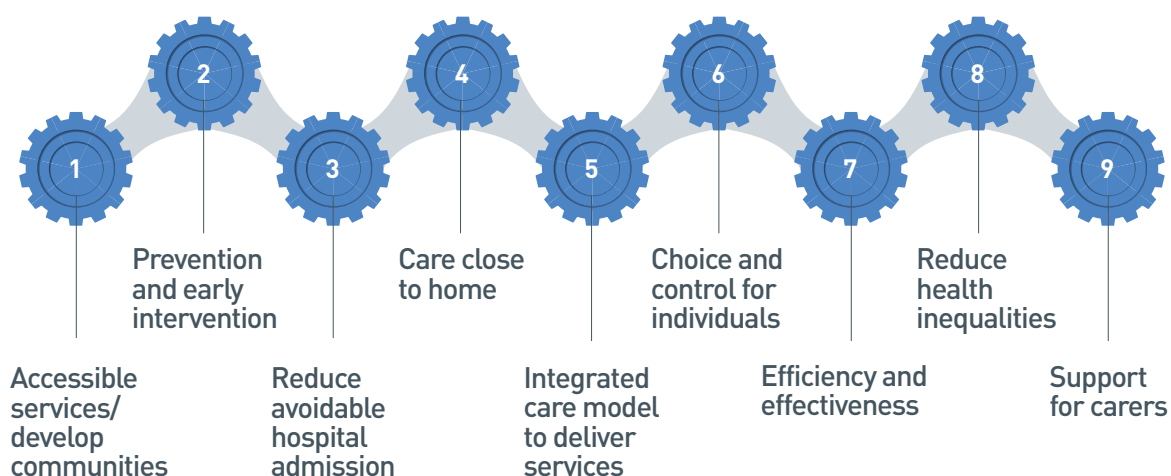 1
2
3
4
5
6
7
8
9
Prevention
and early
intervention
Care close
to home
Choice and
control for
individuals
Reduce
health
inequalities
Accessible
services/
develop
communities
Reduce
avoidable
hospital
admission
Integrated
care model
to deliver
services
Efficiency and
effectiveness
Support
for carers